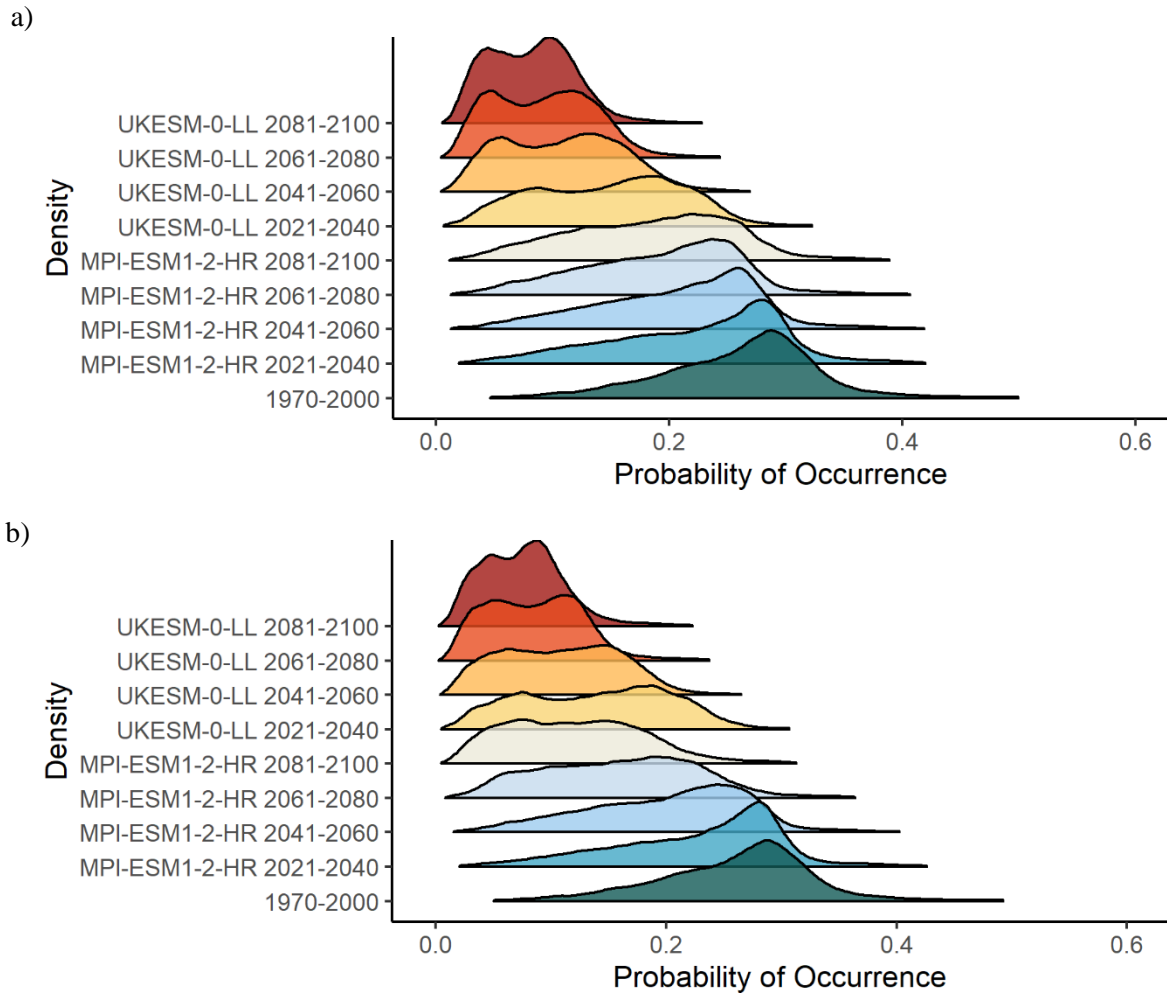 a)
Density
UKESM-0-LL 2081-2100
UKESM-0-LL 2061-2080
UKESM-0-LL 2041-2060
UKESM-0-LL 2021-2040
MPI-ESM1-2-HR 2081-2100
MPI-ESM1-2-HR 2061-2080
MPI-ESM1-2-HR 2041-2060
MPI-ESM1-2-HR 2021-2040
1970-2000
0.0 0.2 0.4 0.6
Probability of Occurrence
b)
Density
UKESM-0-LL 2081-2100
UKESM-0-LL 2061-2080
UKESM-0-LL 2041-2060
UKESM-0-LL 2021-2040
MPI-ESM1-2-HR 2081-2100
MPI-ESM1-2-HR 2061-2080
MPI-ESM1-2-HR 2041-2060
MPI-ESM1-2-HR 2021-2040
1970-2000
0.0 0.2 0.4 0.6
Probability of Occurrence